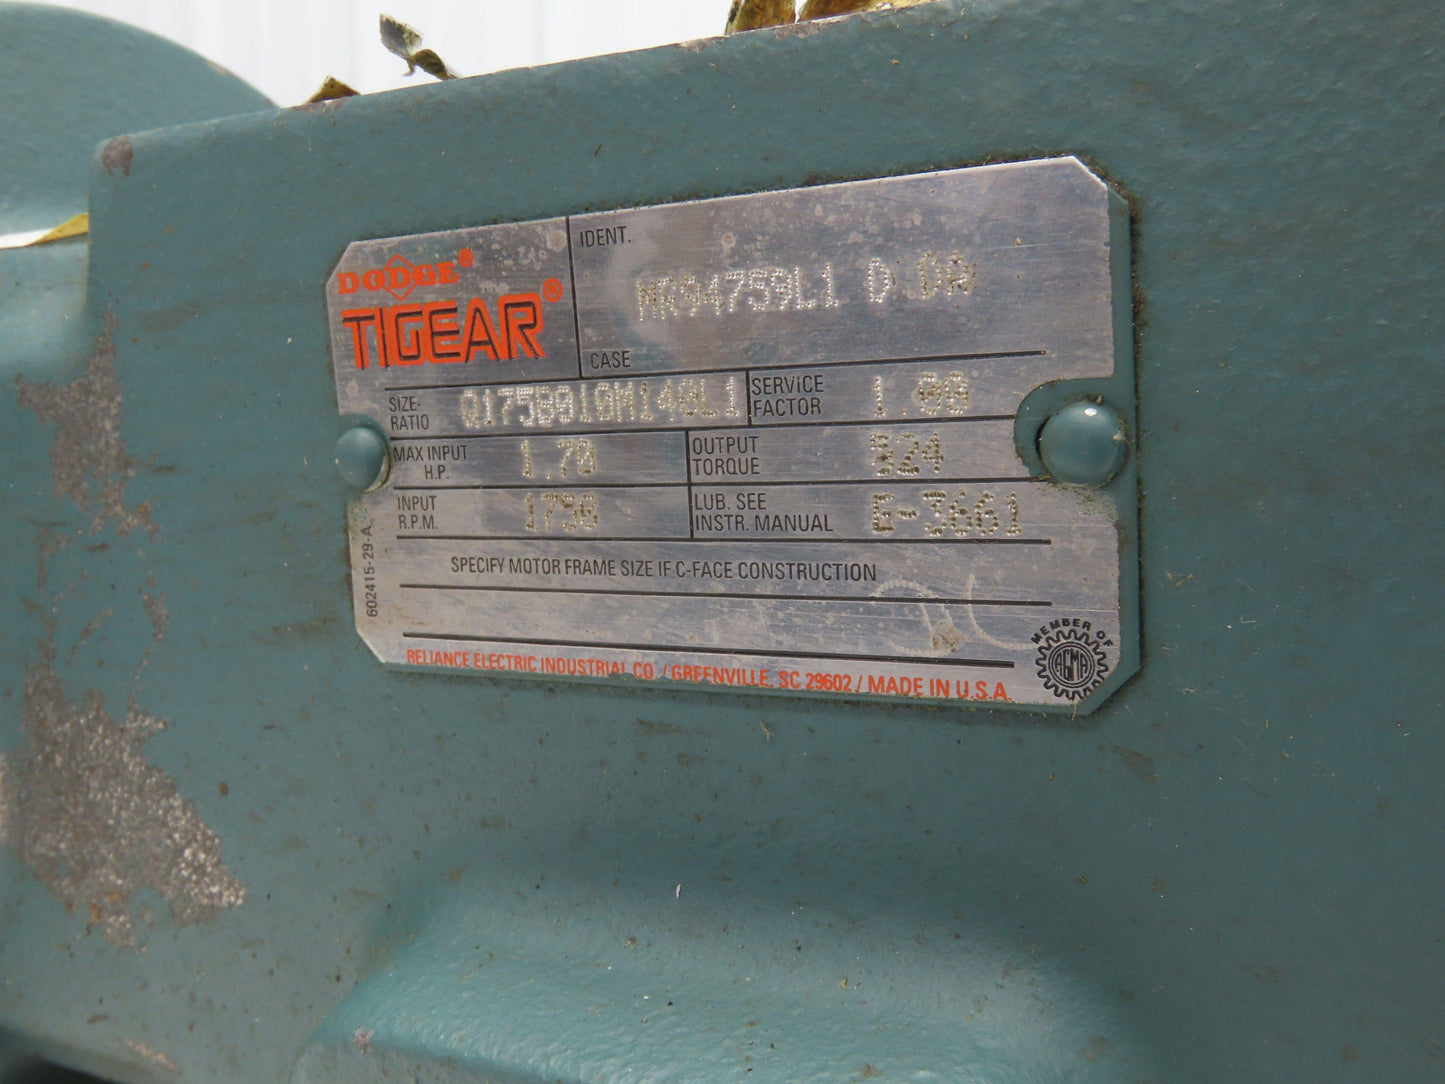 DODGE®
TIGEAR®
IDENT.
MR94759L1 D DA
CASE
SIZE-RATIO Q175B010M140L1
SERVICE FACTOR 1.00
MAX INPUT H.P. 1.70
OUTPUT TORQUE 524
INPUT R.P.M. 1750
LUB. SEE INSTR. MANUAL E-3661
SPECIFY MOTOR FRAME SIZE IF C-FACE CONSTRUCTION
602415-29-A
RELIANCE ELECTRIC INDUSTRIAL CO. / GREENVILLE, SC 29602 / MADE IN U.S.A.
MEMBER OF
AGMA